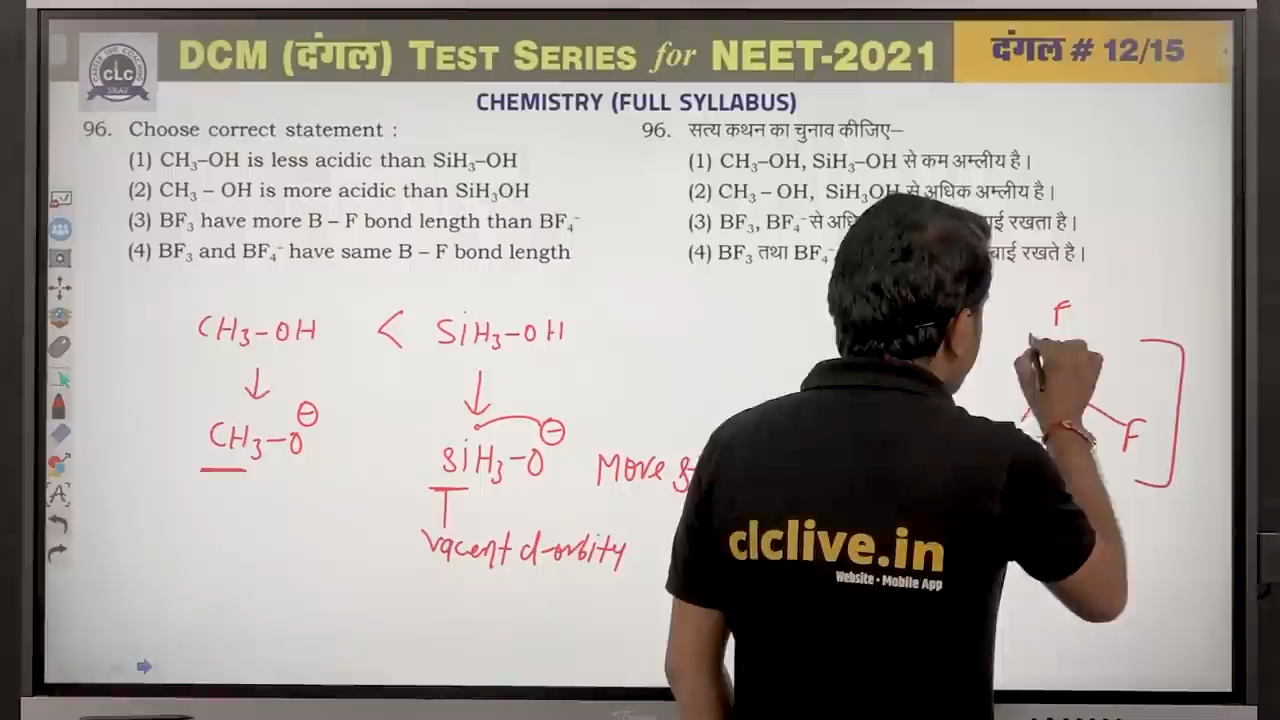 DCM (दंगल) TEST SERIES for NEET-2021
दंगल # 12/15
CLC
SIKAR
CHEMISTRY (FULL SYLLABUS)
96. Choose correct statement :
(1) CH₃–OH is less acidic than SiH₃–OH
(2) CH₃ – OH is more acidic than SiH₃OH
(3) BF₃ have more B – F bond length than BF₄⁻
(4) BF₃ and BF₄⁻ have same B – F bond length
96. सत्य कथन का चुनाव कीजिए–
(1) CH₃–OH, SiH₃–OH से कम अम्लीय है।
(2) CH₃ – OH, SiH₃OH से अधिक अम्लीय है।
(3) BF₃, BF₄⁻ से रखता है।
(4) BF₃ तथा BF₄ रखते है।
CH₃–OH < SiH₃–OH
↓ ↓
CH₃–O⊖
SiH₃–O⊖ More
vacent d-orbity
F
F
clclive.in
Website • Mobile App